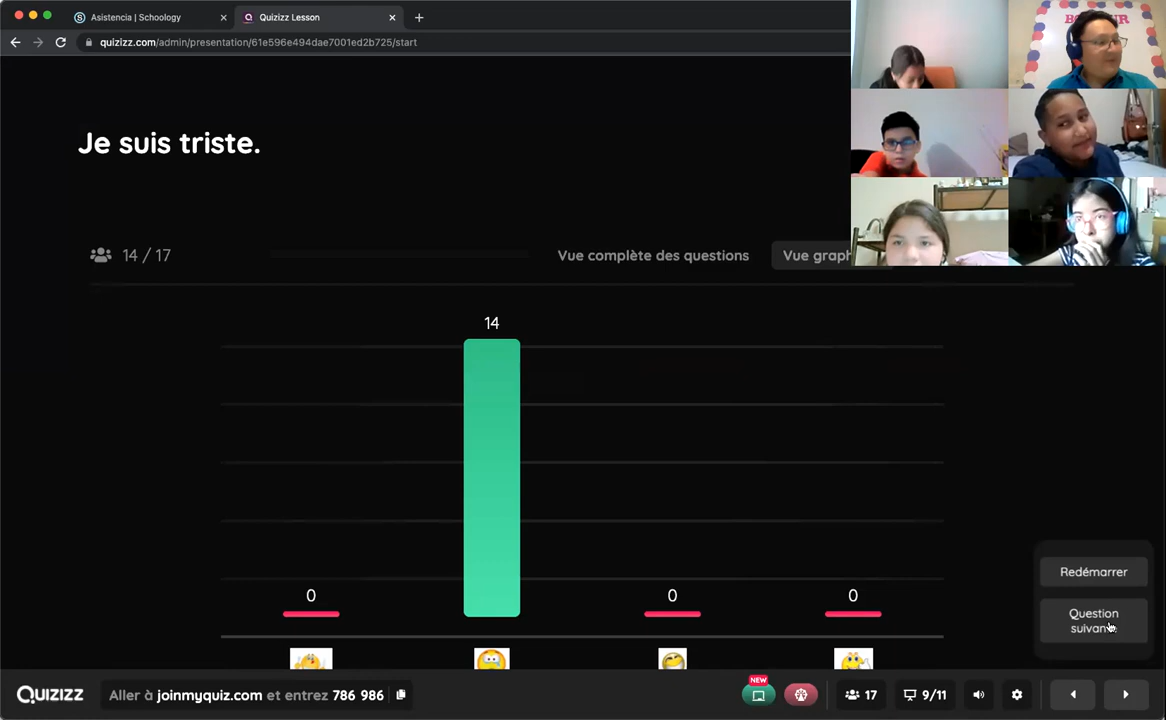 Asistencia | Schoology
Quizizz Lesson
quizizz.com/admin/presentation/61e596e494dae7001ed2b725/start
Je suis triste.
14 / 17
Vue complète des questions
Vue graph
14
0
0
0
Redémarrer
Question
suivante
QUIZIZZ
Aller à joinmyquiz.com et entrez 786 986
NEW
17
9/11